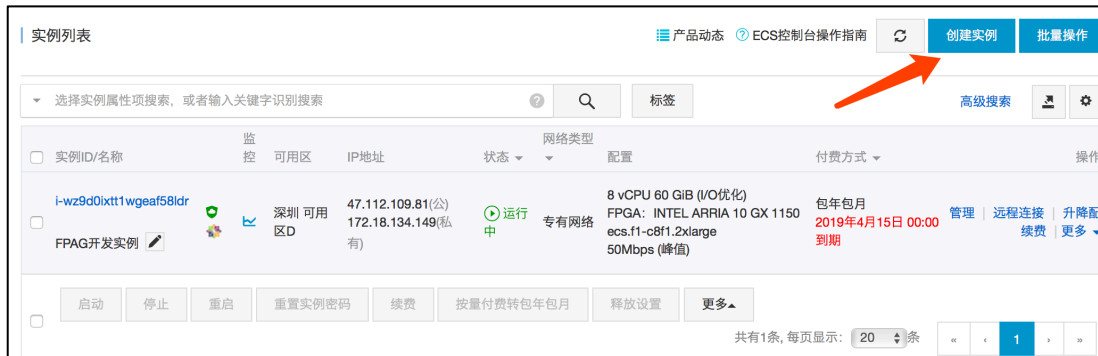 实例列表
产品动态 ECS控制台操作指南 创建实例 批量操作
选择实例属性项搜索，或者输入关键字识别搜索 标签 高级搜索
实例ID/名称 监控 可用区 IP地址 状态 网络类型 配置 付费方式 操作
i-wz9d0ixtt1wgeaf58ldr
FPAG开发实例
深圳 可用
区D
47.112.109.81(公)
172.18.134.149(私
有)
运行
中
专有网络
8 vCPU 60 GiB (I/O优化)
FPGA： INTEL ARRIA 10 GX 1150
ecs.f1-c8f1.2xlarge
50Mbps (峰值)
包年包月
2019年4月15日 00:00
到期
管理 | 远程连接 | 升降配
续费 | 更多
启动 停止 重启 重置实例密码 续费 按量付费转包年包月 释放设置 更多
共有1条, 每页显示： 20 条 « ‹ 1 › »